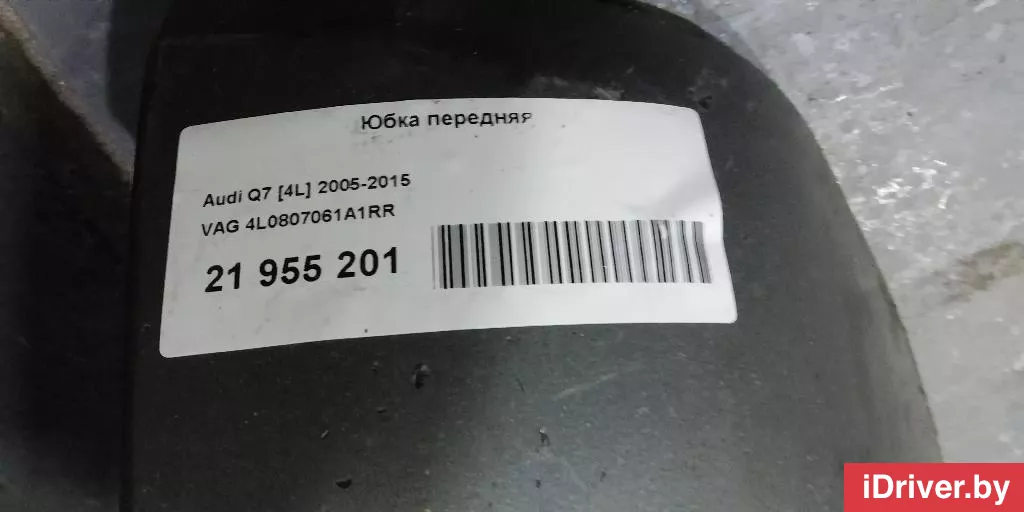 Юбка передняя
Audi Q7 [4L] 2005-2015
VAG 4L0807061A1RR
21 955 201
iDriver.by